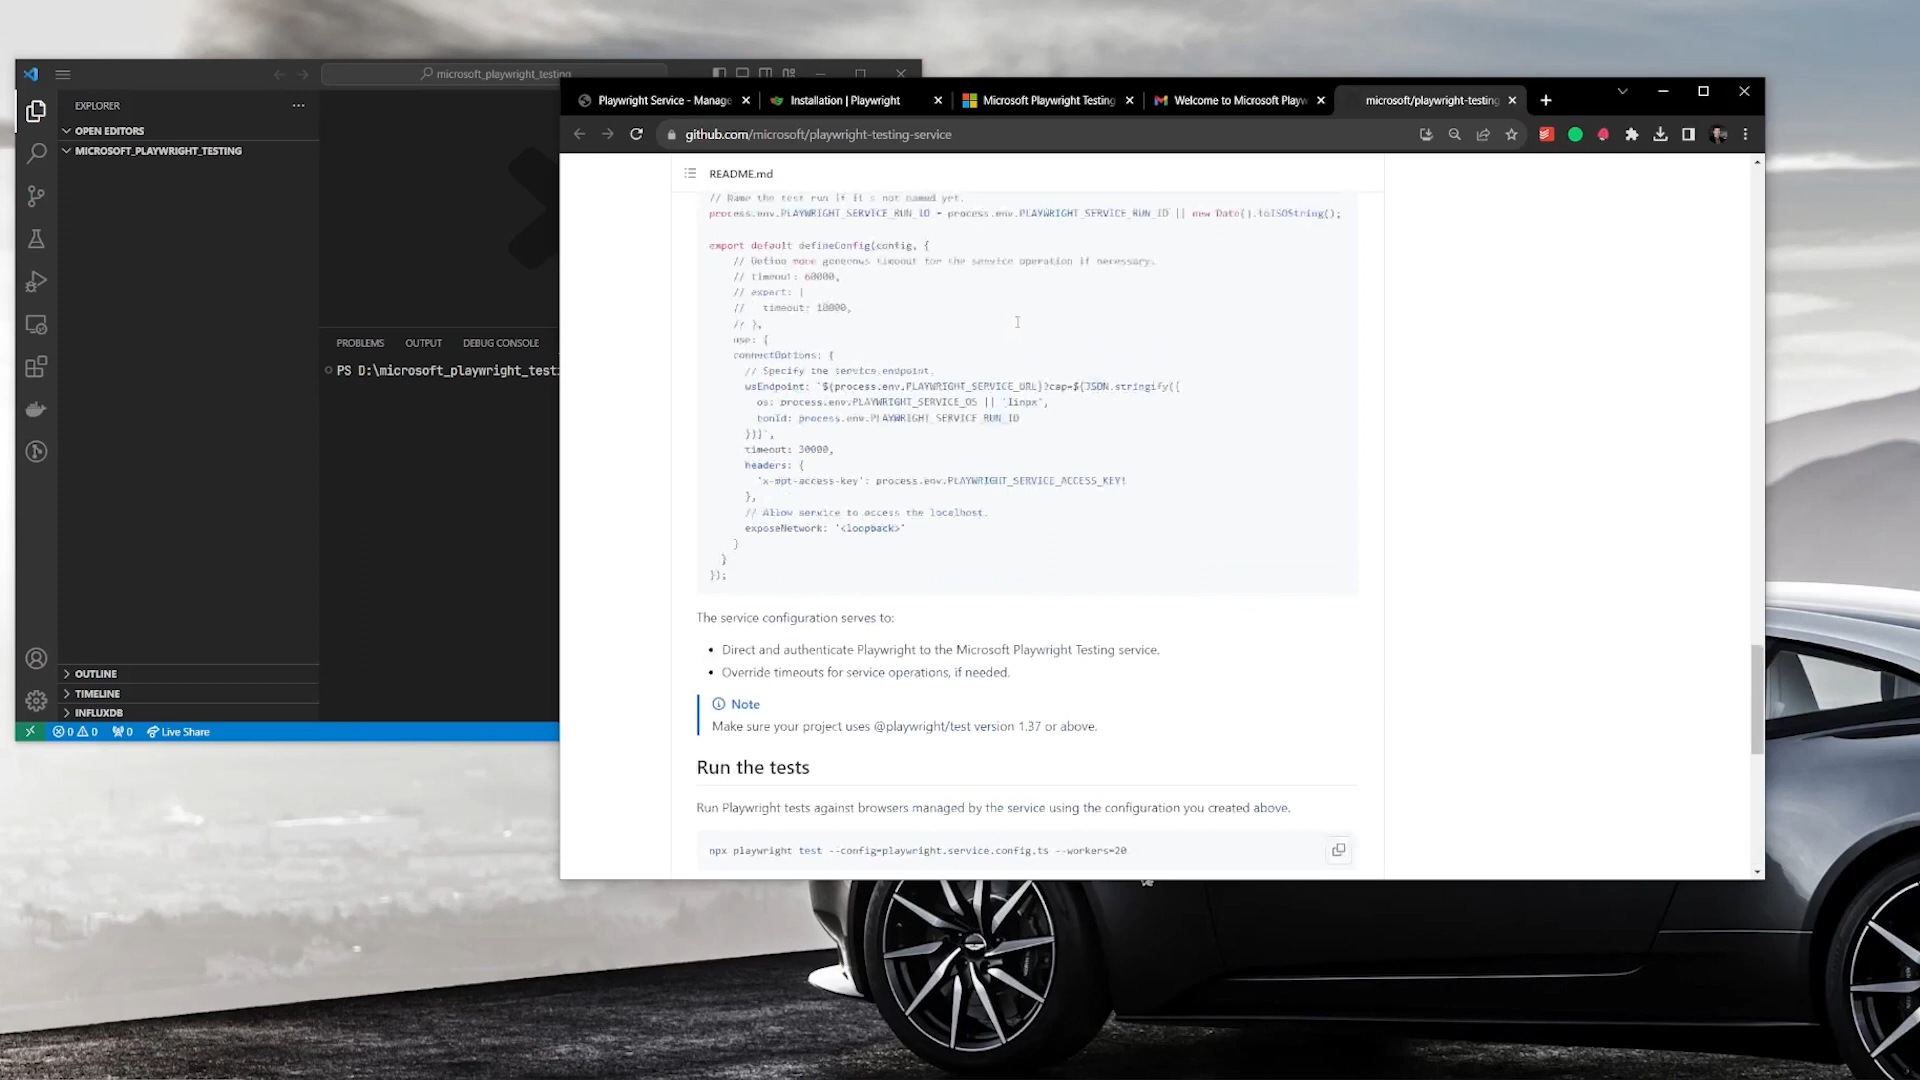 microsoft_playwright_testing
EXPLORER
OPEN EDITORS
MICROSOFT_PLAYWRIGHT_TESTING
PROBLEMS OUTPUT DEBUG CONSOLE
PS D:\microsoft_playwright_test
OUTLINE
TIMELINE
INFLUXDB
0 0 0 Live Share
Playwright Service - Manage
Installation | Playwright
Microsoft Playwright Testing
Welcome to Microsoft Playw
microsoft/playwright-testing
github.com/microsoft/playwright-testing-service
README.md
// Name the test run if it's not named yet.
process.env.PLAYWRIGHT_SERVICE_RUN_ID = process.env.PLAYWRIGHT_SERVICE_RUN_ID || new Date().toISOString();
export default defineConfig(config, {
// Define more generous timeout for the service operation if necessary.
// timeout: 60000,
// expect: {
// timeout: 10000,
// },
use: {
connectOptions: {
// Specify the service endpoint.
wsEndpoint: `${process.env.PLAYWRIGHT_SERVICE_URL}?cap=${JSON.stringify({
os: process.env.PLAYWRIGHT_SERVICE_OS || 'linux',
runId: process.env.PLAYWRIGHT_SERVICE_RUN_ID
})}`,
timeout: 30000,
headers: {
'x-mpt-access-key': process.env.PLAYWRIGHT_SERVICE_ACCESS_KEY!
},
// Allow service to access the localhost.
exposeNetwork: '<loopback>'
}
}
});
The service configuration serves to:
• Direct and authenticate Playwright to the Microsoft Playwright Testing service.
• Override timeouts for service operations, if needed.
Note
Make sure your project uses @playwright/test version 1.37 or above.
Run the tests
Run Playwright tests against browsers managed by the service using the configuration you created above.
npx playwright test --config=playwright.service.config.ts --workers=20